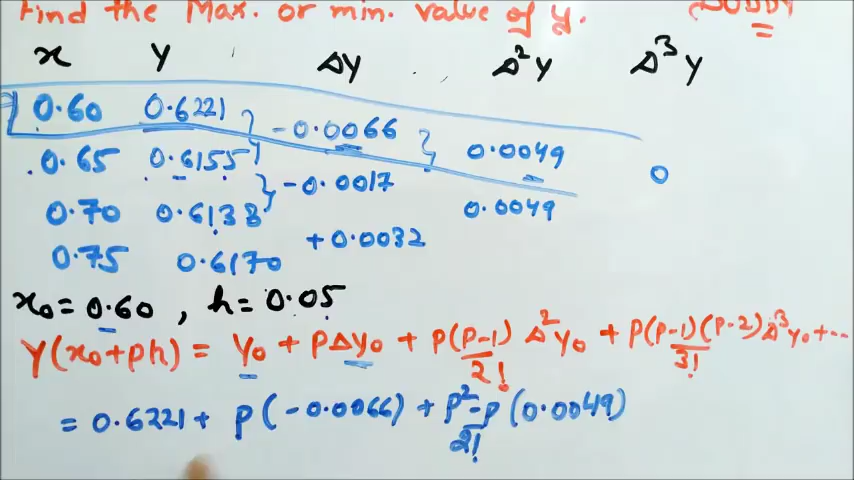 Find the Max. or min. value of y.
x y Δy Δ²y Δ³y
0.60 0.6221 -0.0066 0.0049
0.65 0.6155 -0.0017 0
0.70 0.6138 0.0049
0.75 0.6170 +0.0032
x₀ = 0.60 , h = 0.05
y(x₀+ph) = y₀ + pΔy₀ + p(p-1)/2! Δ²y₀ + p(p-1)(p-2)/3! Δ³y₀ + ...
= 0.6221 + p(-0.0066) + p²-p/2! (0.0049)